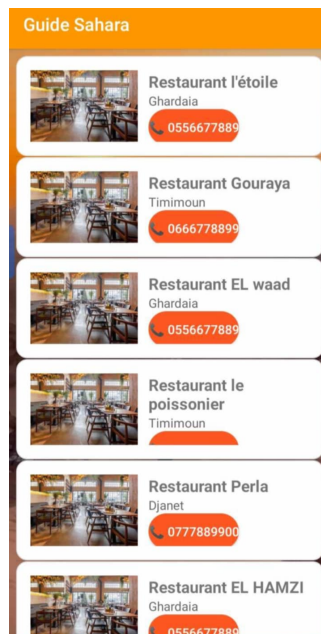 Guide Sahara
Restaurant l'étoile
Ghardaia
0556677889
Restaurant Gouraya
Timimoun
0666778899
Restaurant EL waad
Ghardaia
0556677889
Restaurant le
poissonier
Timimoun
Restaurant Perla
Djanet
0777889900
Restaurant EL HAMZI
Ghardaia
0556677889